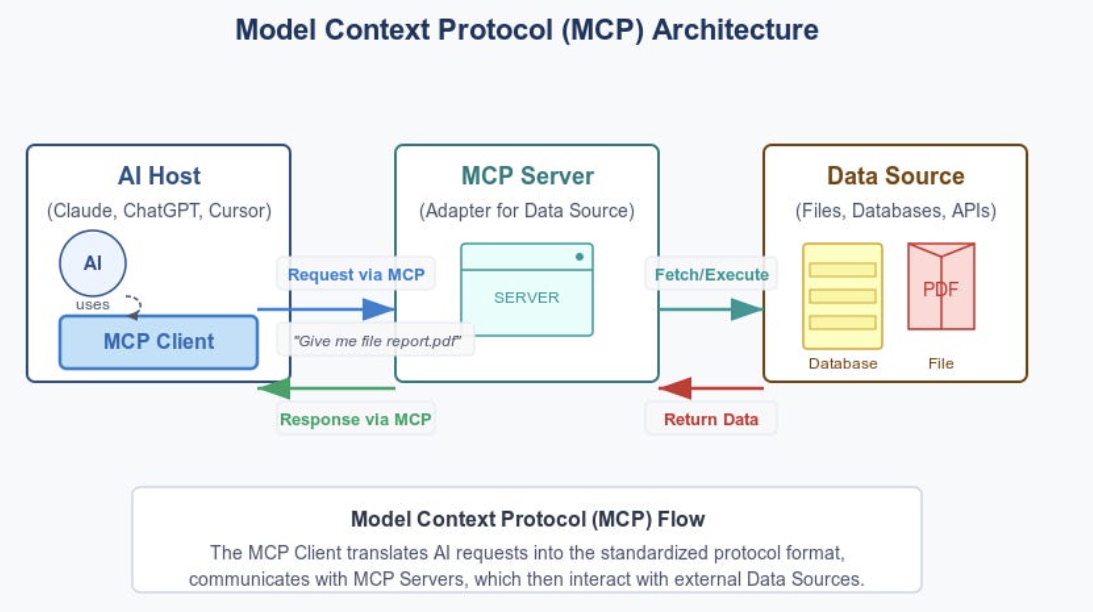 Model Context Protocol (MCP) Architecture
AI Host
(Claude, ChatGPT, Cursor)
AI
uses
MCP Client
Request via MCP
"Give me file report.pdf"
Response via MCP
MCP Server
(Adapter for Data Source)
SERVER
Fetch/Execute
Return Data
Data Source
(Files, Databases, APIs)
PDF
Database
File
Model Context Protocol (MCP) Flow
The MCP Client translates AI requests into the standardized protocol format,
communicates with MCP Servers, which then interact with external Data Sources.